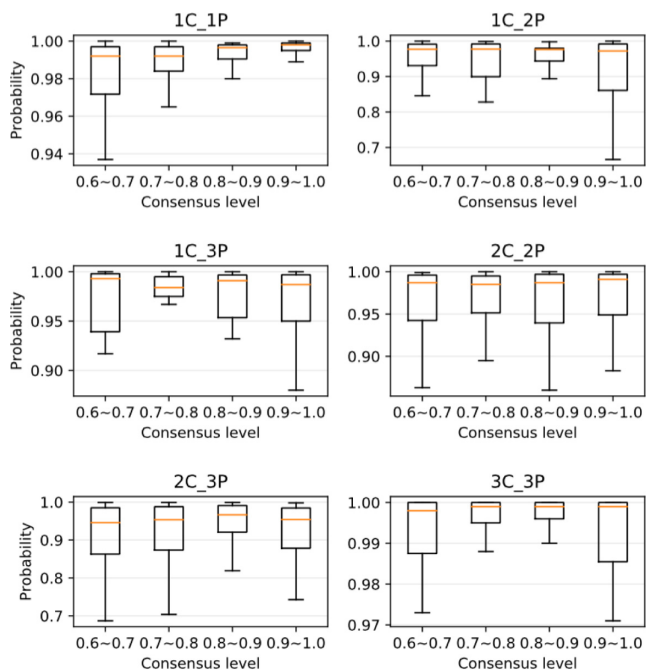 1C_1P
1.00
0.98
0.96
0.94
Probability
0.6~0.7 0.7~0.8 0.8~0.9 0.9~1.0
Consensus level
1C_2P
1.0
0.9
0.8
0.7
0.6~0.7 0.7~0.8 0.8~0.9 0.9~1.0
Consensus level
1C_3P
1.00
0.95
0.90
Probability
0.6~0.7 0.7~0.8 0.8~0.9 0.9~1.0
Consensus level
2C_2P
1.00
0.95
0.90
0.6~0.7 0.7~0.8 0.8~0.9 0.9~1.0
Consensus level
2C_3P
1.0
0.9
0.8
0.7
Probability
0.6~0.7 0.7~0.8 0.8~0.9 0.9~1.0
Consensus level
3C_3P
1.00
0.99
0.98
0.97
0.6~0.7 0.7~0.8 0.8~0.9 0.9~1.0
Consensus level